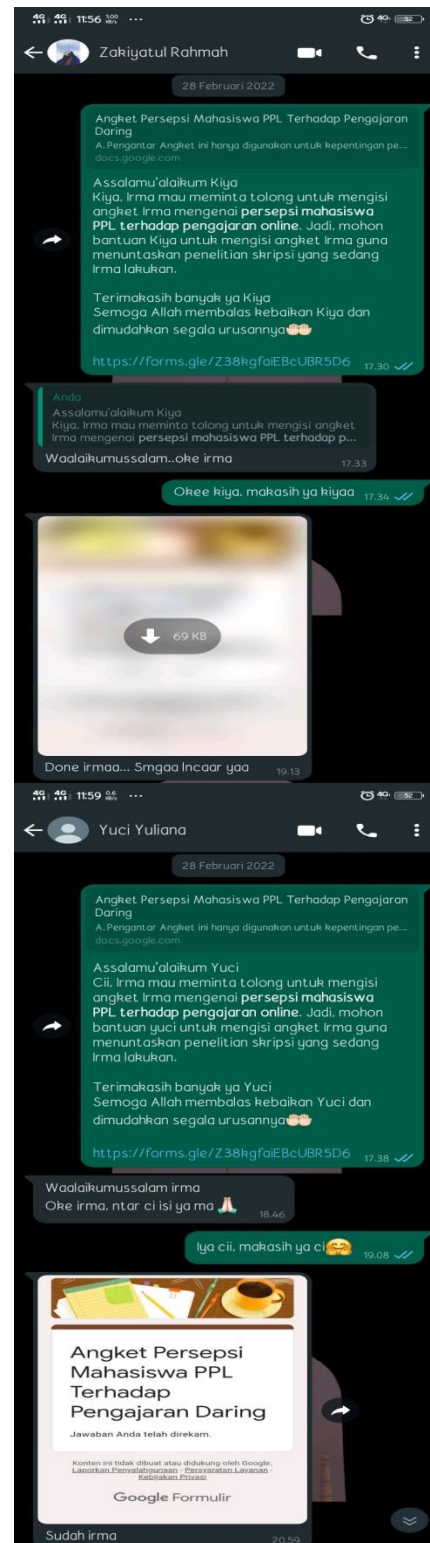 4G 4G 11:56 1.00 KB/s ... 4G 52
Zakiyatul Rahmah
28 Februari 2022
Angket Persepsi Mahasiswa PPL Terhadap Pengajaran
Daring
A. Pengantar Angket ini hanya digunakan untuk kepentingan pe...
docs.google.com
Assalamu'alaikum Kiya
Kiya, Irma mau meminta tolong untuk mengisi
angket Irma mengenai persepsi mahasiswa
PPL terhadap pengajaran online. Jadi, mohon
bantuan Kiya untuk mengisi angket Irma guna
menuntaskan penelitian skripsi yang sedang
Irma lakukan.
Terimakasih banyak ya Kiya
Semoga Allah membalas kebaikan Kiya dan
dimudahkan segala urusannya🤲🏻
https://forms.gle/Z38kgfaiEBcUBR5D6 17.30
Anda
Assalamu'alaikum Kiya
Kiya, Irma mau meminta tolong untuk mengisi angket
Irma mengenai persepsi mahasiswa PPL terhadap p...
Waalaikumussalam..oke irma
17.33
Okee kiya, makasih ya kiyaa 17.34
69 KB
Done irmaa... Smgaa lncaar yaa 19.13
4G 4G 11:59 0.6 KB/s ... 4G 52
Yuci Yuliana
28 Februari 2022
Angket Persepsi Mahasiswa PPL Terhadap Pengajaran
Daring
A. Pengantar Angket ini hanya digunakan untuk kepentingan pe...
docs.google.com
Assalamu'alaikum Yuci
Cii, Irma mau meminta tolong untuk mengisi
angket Irma mengenai persepsi mahasiswa
PPL terhadap pengajaran online. Jadi, mohon
bantuan yuci untuk mengisi angket Irma guna
menuntaskan penelitian skripsi yang sedang
Irma lakukan.
Terimakasih banyak ya Yuci
Semoga Allah membalas kebaikan Yuci dan
dimudahkan segala urusannya🤲🏻
https://forms.gle/Z38kgfaiEBcUBR5D6 17.38
Waalaikumussalam irma
Oke irma, ntar ci isi ya ma 🙏🏻 18.46
Iya cii, makasih ya ci🤗 19.08
Angket Persepsi
Mahasiswa PPL
Terhadap
Pengajaran Daring
Jawaban Anda telah direkam.
Konten ini tidak dibuat atau didukung oleh Google.
Laporkan Penyalahgunaan - Persyaratan Layanan -
Kebijakan Privasi
Google Formulir
Sudah irma 20.59